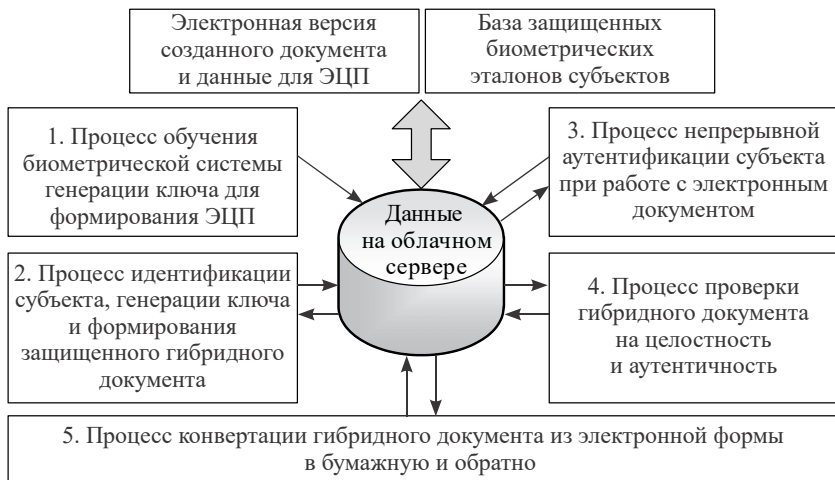 Электронная версия
созданного документа
и данные для ЭЦП
База защищенных
биометрических
эталонов субъектов
1. Процесс обучения
биометрической системы
генерации ключа для
формирования ЭЦП
3. Процесс непрерывной
аутентификации субъекта
при работе с электронным
документом
Данные
на облачном
сервере
2. Процесс идентификации
субъекта, генерации ключа
и формирования
защищенного гибридного
документа
4. Процесс проверки
гибридного документа
на целостность
и аутентичность
5. Процесс конвертации гибридного документа из электронной формы
в бумажную и обратно